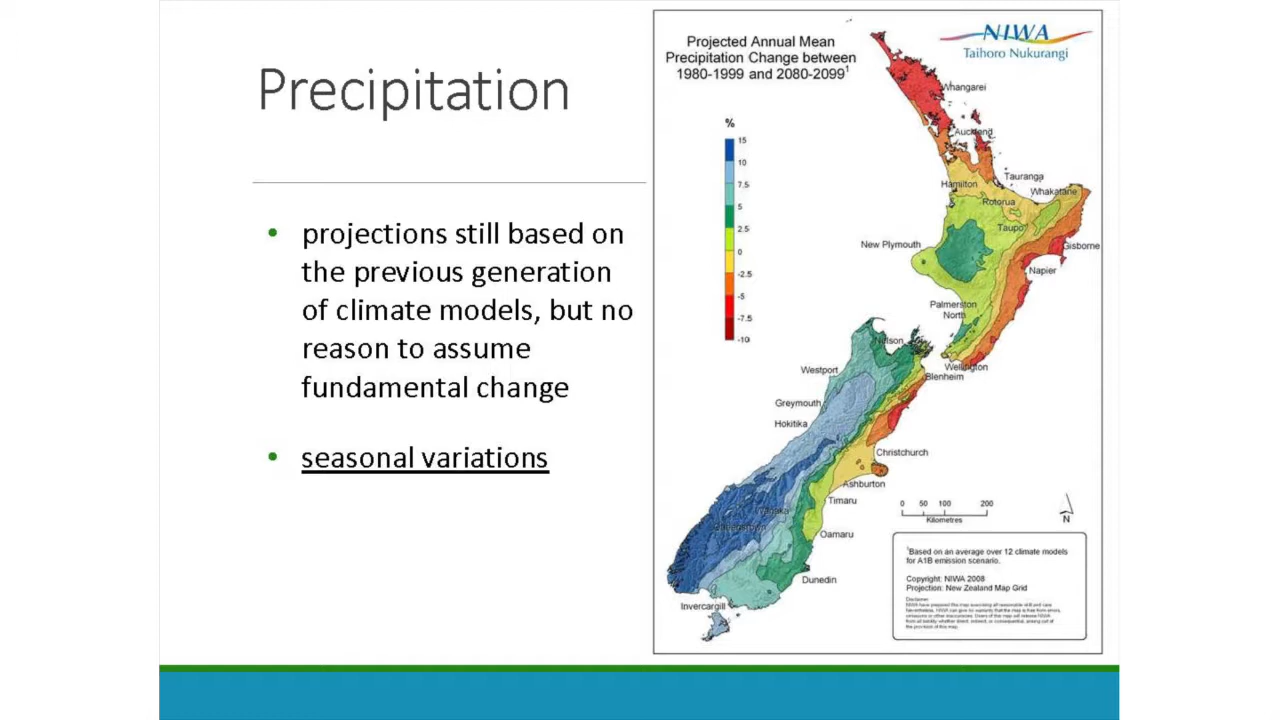 Precipitation
• projections still based on
the previous generation
of climate models, but no
reason to assume
fundamental change
• seasonal variations
Projected Annual Mean
Precipitation Change between
1980-1999 and 2080-2099¹
NIWA
Taihoro Nukurangi
%
15
10
7.5
5
2.5
0
-2.5
-5
-7.5
-10
Whangarei
Auckland
Tauranga
Hamilton
Whakatane
Rotorua
Taupo
New Plymouth
Gisborne
Napier
Palmerston
North
Nelson
Wellington
Westport
Blenheim
Greymouth
Hokitika
Christchurch
Ashburton
Timaru
Wanaka
Queenstown
Oamaru
Dunedin
Invercargill
0 50 100 200
Kilometres
N
¹Based on an average over 12 climate models
for A1B emission scenario.
Copyright: NIWA 2008
Projection: New Zealand Map Grid
Disclaimer